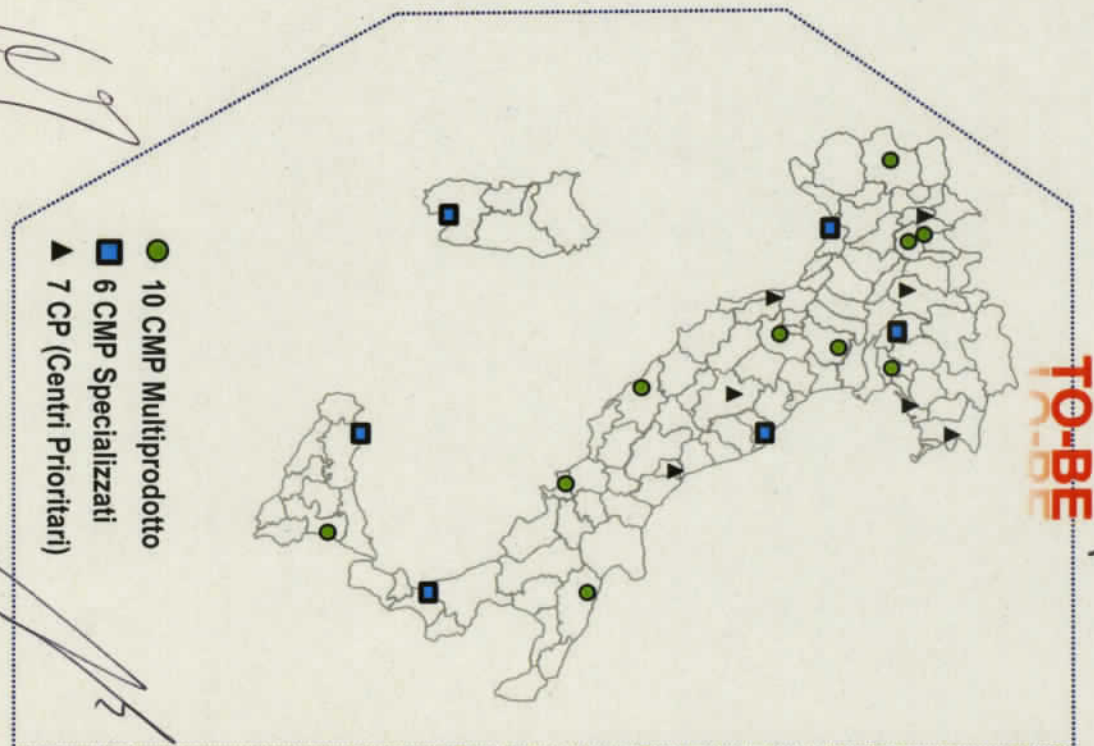 TO-BE
10 CMP Multiprodotto
6 CMP Specializzati
7 CP (Centri Prioritari)